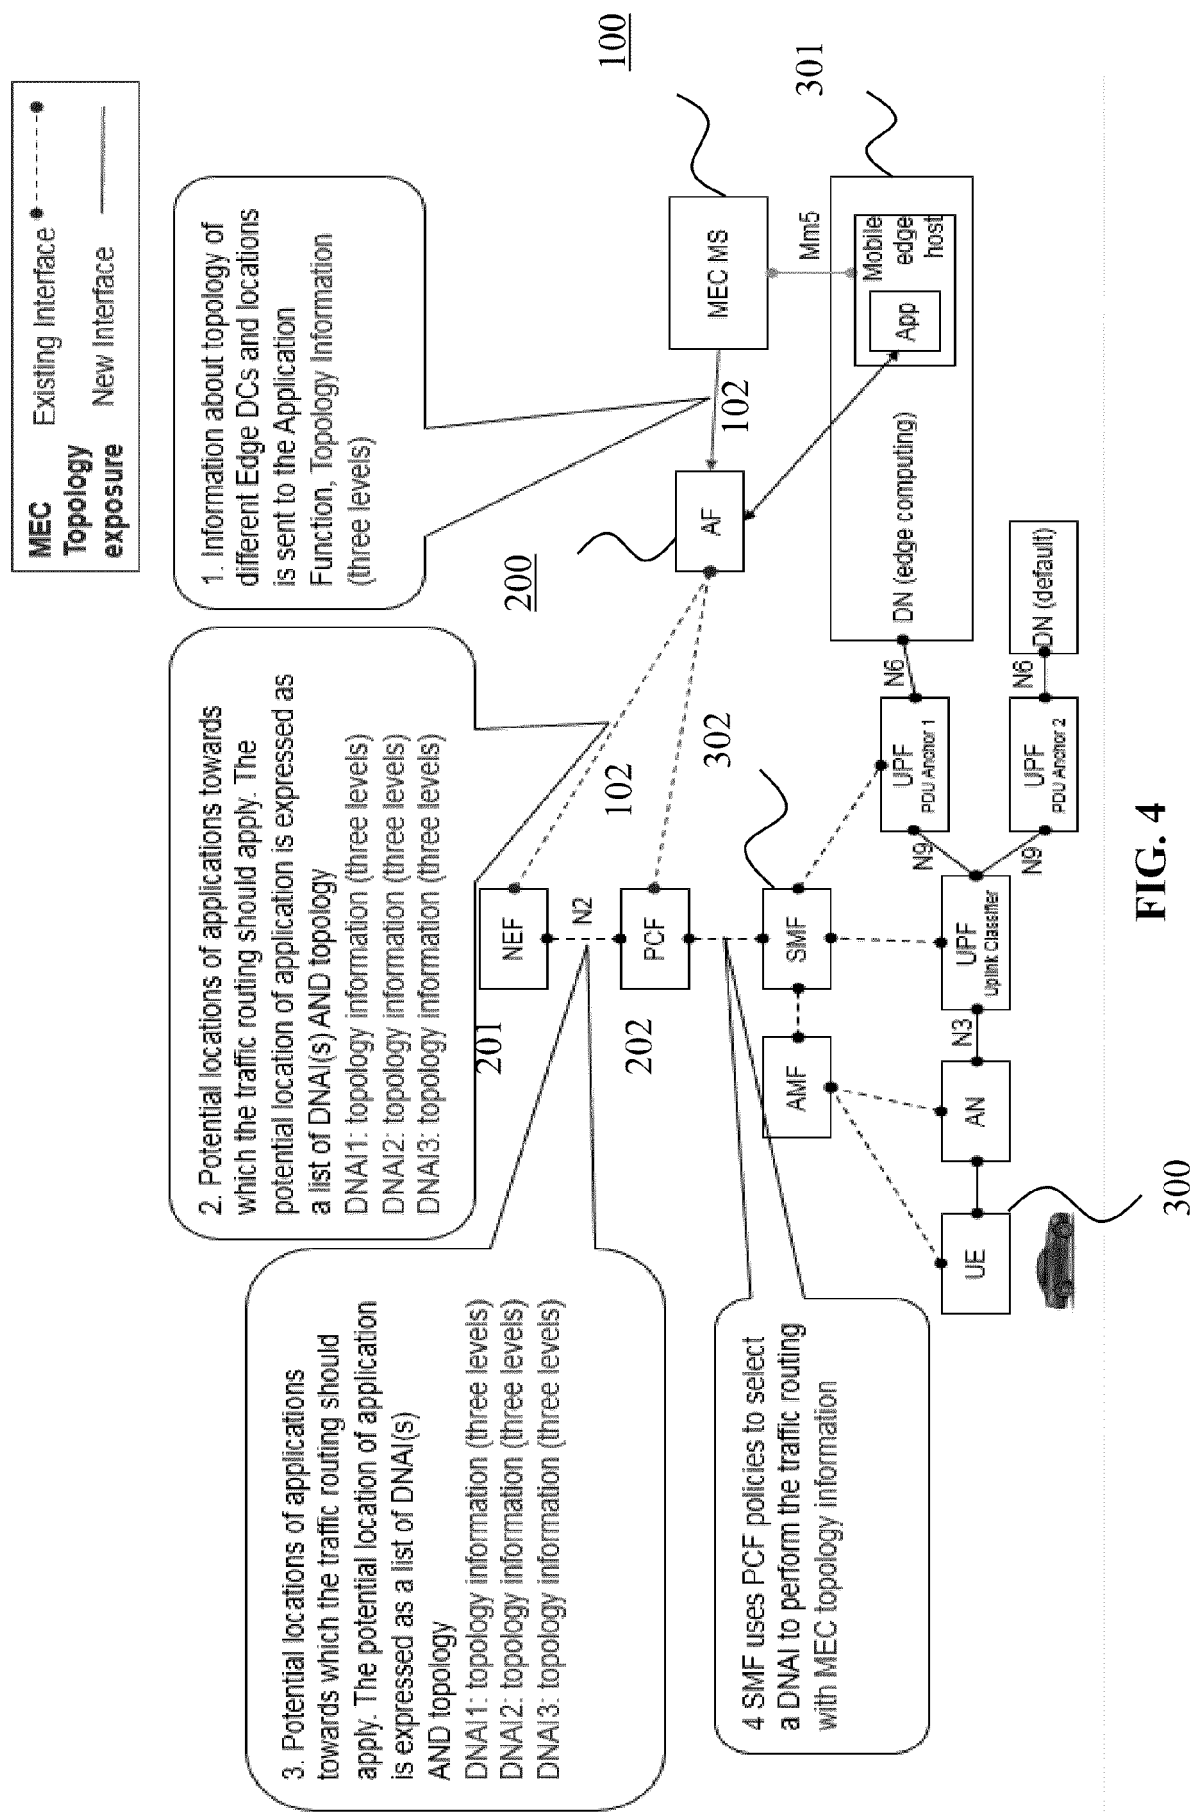 MEC
Topology
exposure
Existing Interface
New Interface
1. Information about topology of
different Edge DCs and locations
is sent to the Application
Function, Topology Information
(three levels)
2. Potential locations of applications towards
which the traffic routing should apply. The
potential location of application is expressed as
a list of DNAI(s) AND topology
DNAI1: topology information (three levels)
DNAI2: topology information (three levels)
DNAI3: topology information (three levels)
3. Potential locations of applications
towards which the traffic routing should
apply. The potential location of application
is expressed as a list of DNAI(s)
AND topology
DNAI1: topology information (three levels)
DNAI2: topology information (three levels)
DNAI3: topology information (three levels)
4 SMF uses PCF policies to select
a DNAI to perform the traffic routing
with MEC topology information
100
301
200
102
102
302
201
202
300
NEF
N2
PCF
SMF
AMF
AF
MEC MS
Mm5
Mobile
edge
host
App
DN (edge computing)
DN (default)
N6
N6
UPF
PDU Anchor 1
UPF
PDU Anchor 2
N9
N9
UPF
Uplink Classifier
N3
AN
UE
FIG. 4